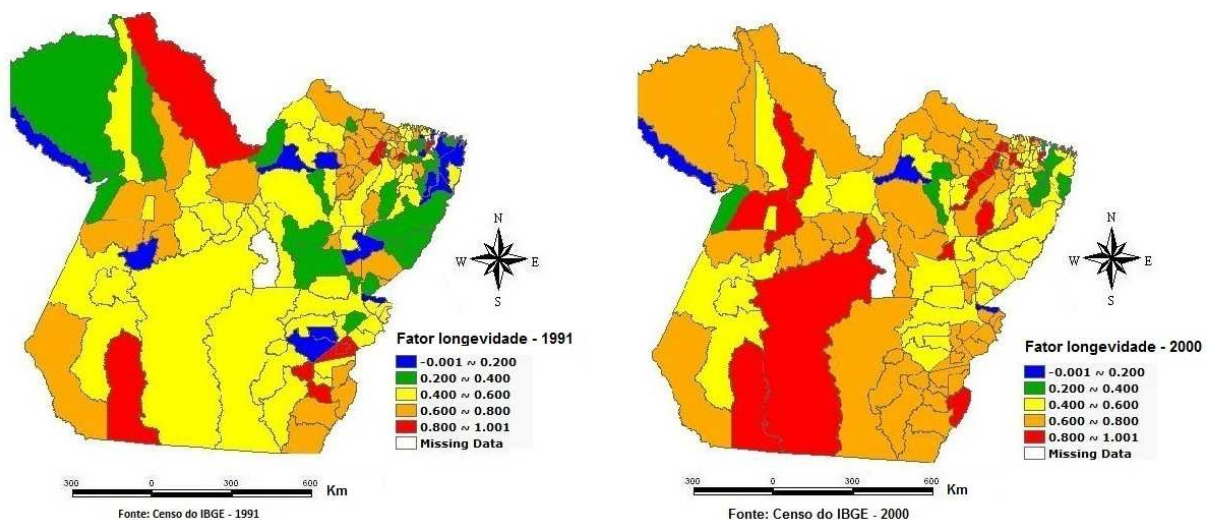 N
W E
S
Fator longevidade - 1991
-0.001 ~ 0.200
0.200 ~ 0.400
0.400 ~ 0.600
0.600 ~ 0.800
0.800 ~ 1.001
Missing Data
300 0 300 600 Km
Fonte: Censo do IBGE - 1991
N
W E
S
Fator longevidade - 2000
-0.001 ~ 0.200
0.200 ~ 0.400
0.400 ~ 0.600
0.600 ~ 0.800
0.800 ~ 1.001
Missing Data
300 0 300 600 Km
Fonte: Censo do IBGE - 2000